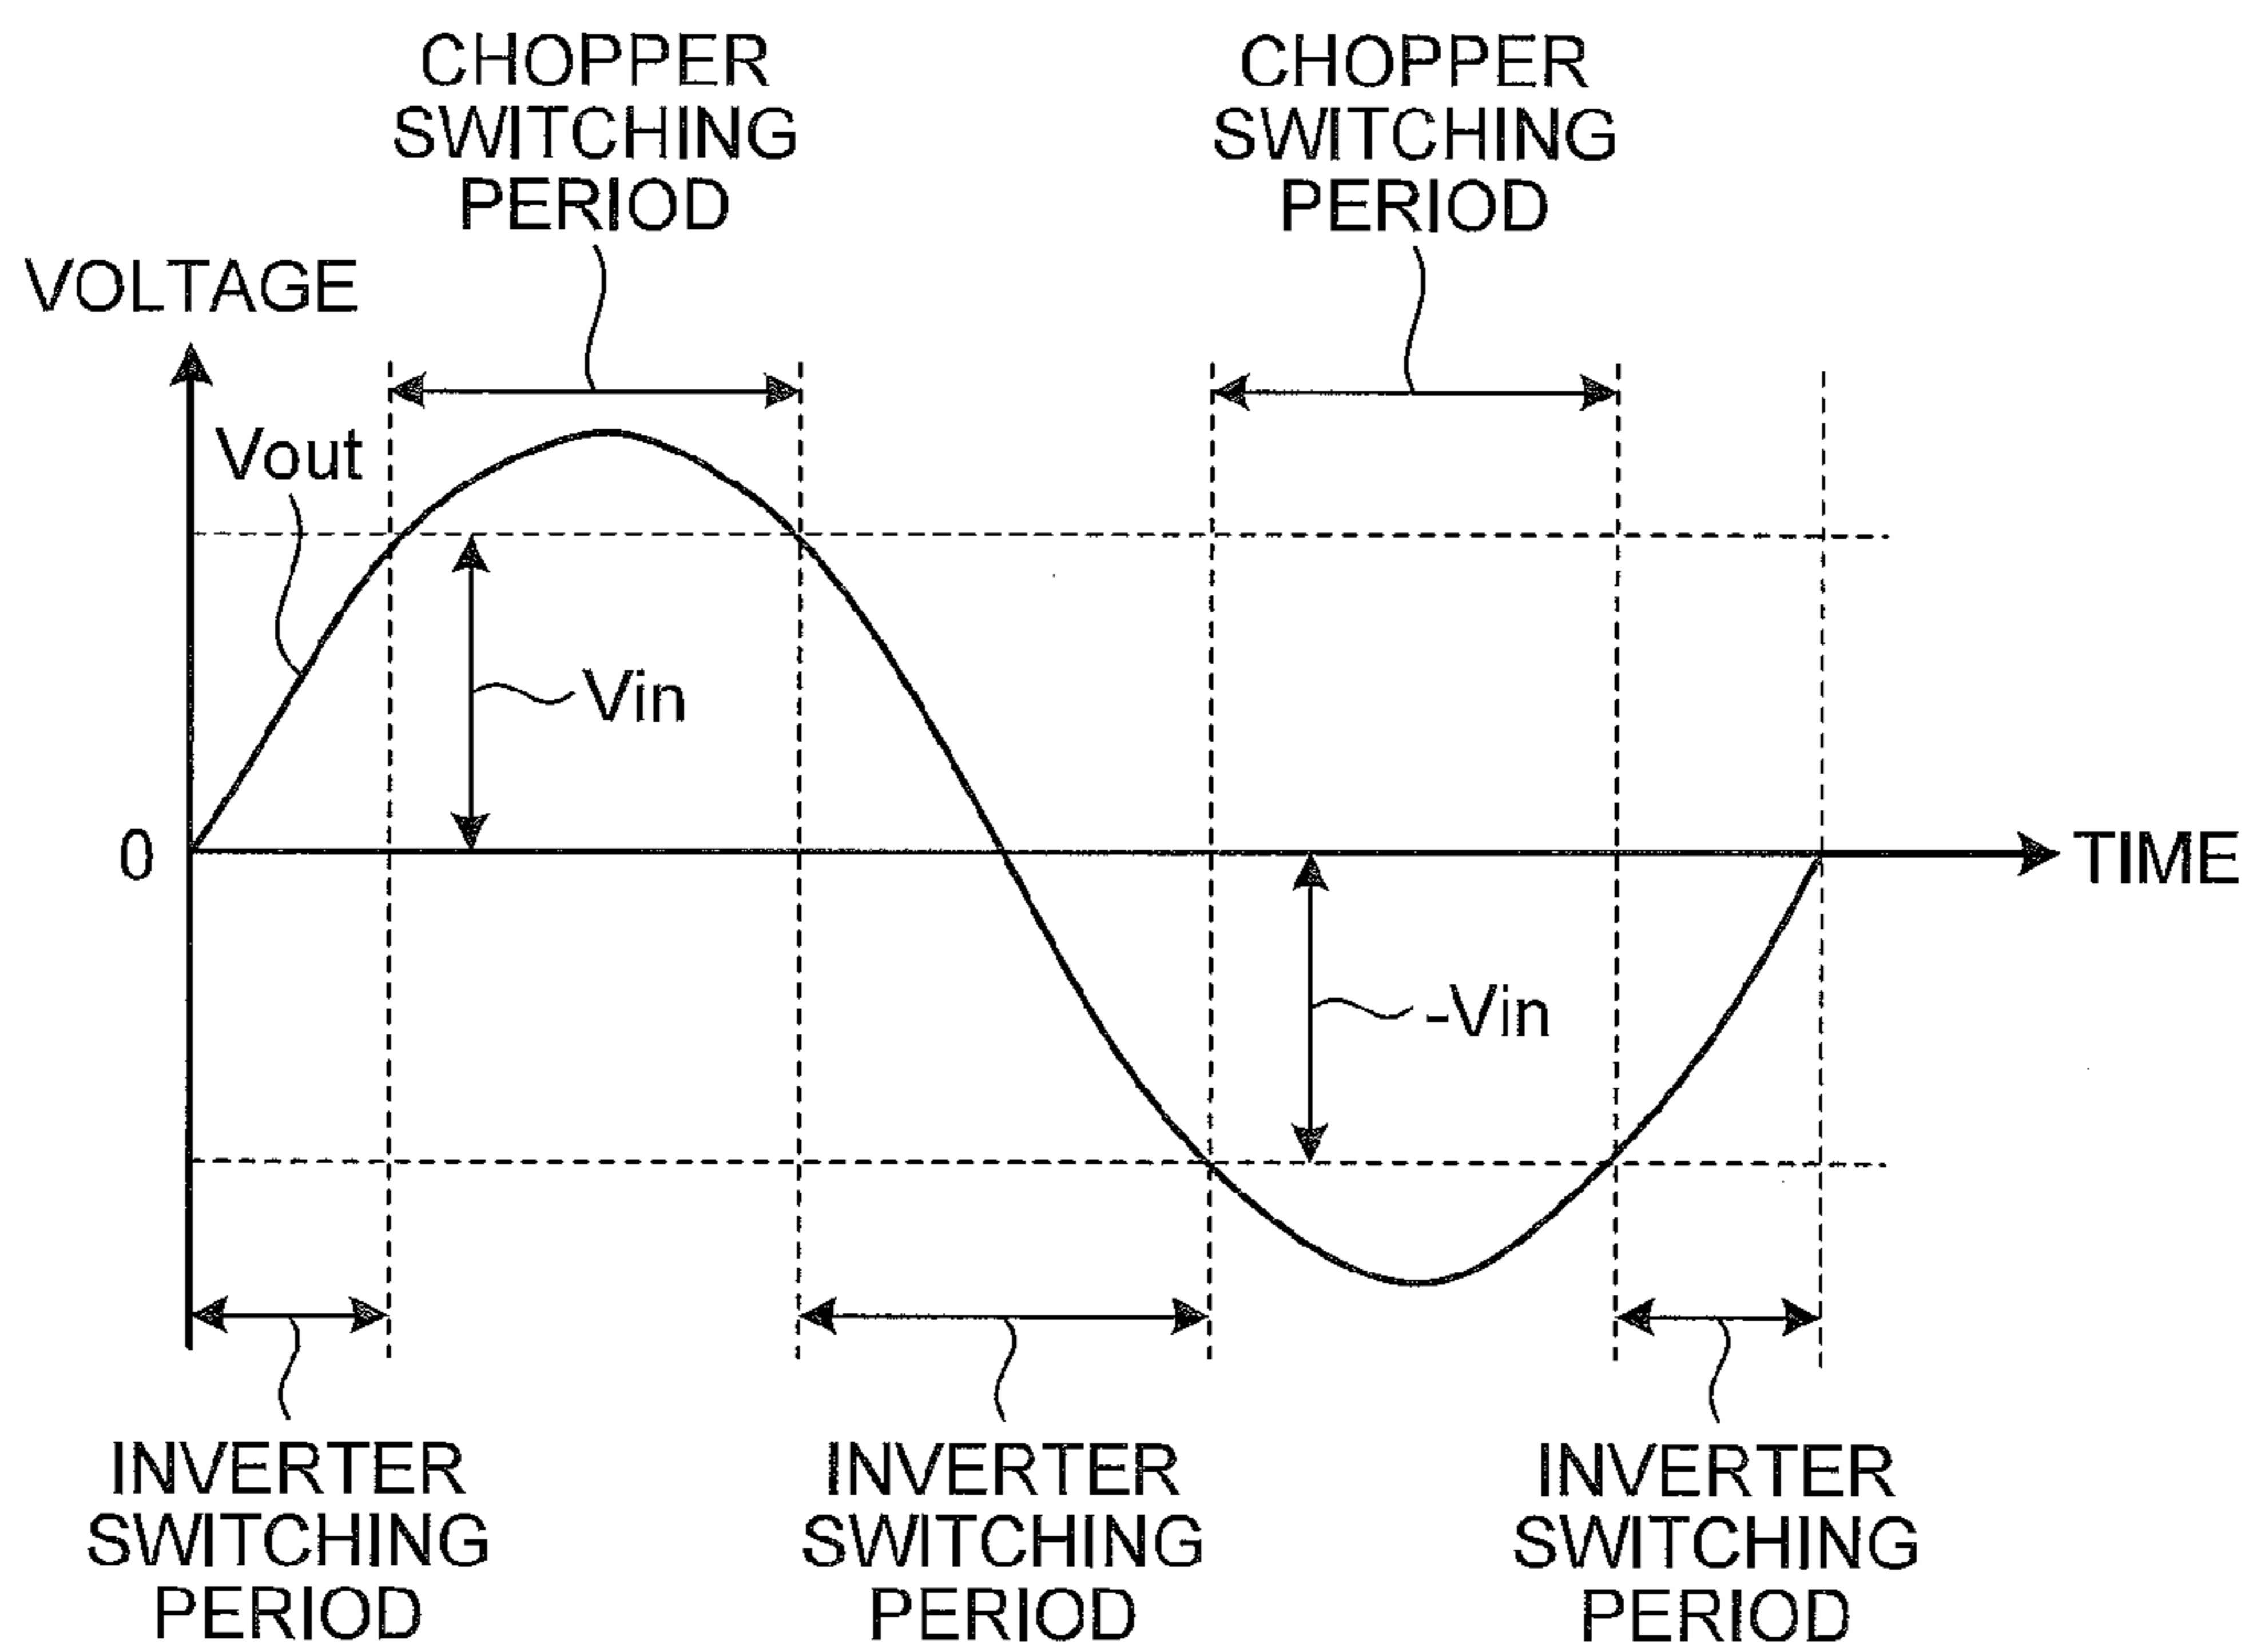 CHOPPER
SWITCHING
PERIOD
CHOPPER
SWITCHING
PERIOD
VOLTAGE
Vout
Vin
0
TIME
-Vin
INVERTER
SWITCHING
PERIOD
INVERTER
SWITCHING
PERIOD
INVERTER
SWITCHING
PERIOD